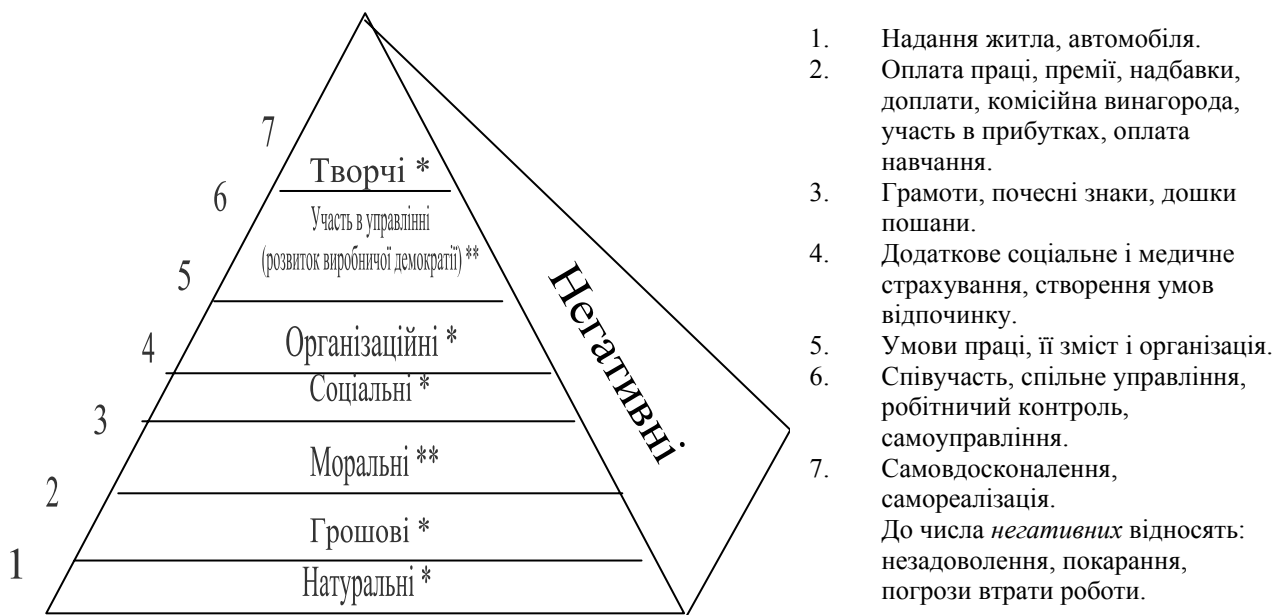 7
Творчі *
6
Участь в управлінні
(розвиток виробничої демократії) **
5
Організаційні *
4
Соціальні *
3
Моральні **
2
Грошові *
1
Натуральні *
Негативні
1. Надання житла, автомобіля.
2. Оплата праці, премії, надбавки,
доплати, комісійна винагорода,
участь в прибутках, оплата
навчання.
3. Грамоти, почесні знаки, дошки
пошани.
4. Додаткове соціальне і медичне
страхування, створення умов
відпочинку.
5. Умови праці, її зміст і організація.
6. Співучасть, спільне управління,
робітничий контроль,
самоуправління.
7. Самовдосконалення,
самореалізація.
До числа негативних відносять:
незадоволення, покарання,
погрози втрати роботи.